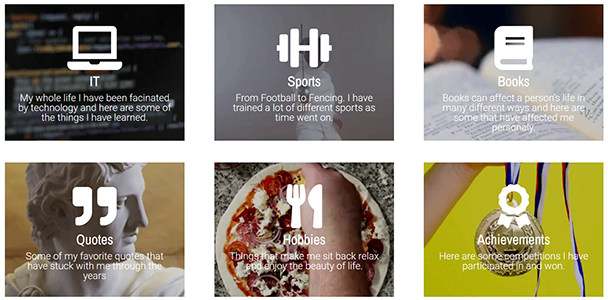 IT
My whole life I have been facinated
by technology and here are some of
the things I have learned.
Sports
From Football to Fencing. I have
trained a lot of different sports as
time went on.
Books
Books can affect a person's life in
many different ways and here are
some that have affected me
personaly.
Quotes
Some of my favorite quotes that
have stuck with me through the
years
Hobbies
Things that make me sit back relax
and enjoy the beauty of life.
Achievements
Here are some competitions I have
participated in and won.